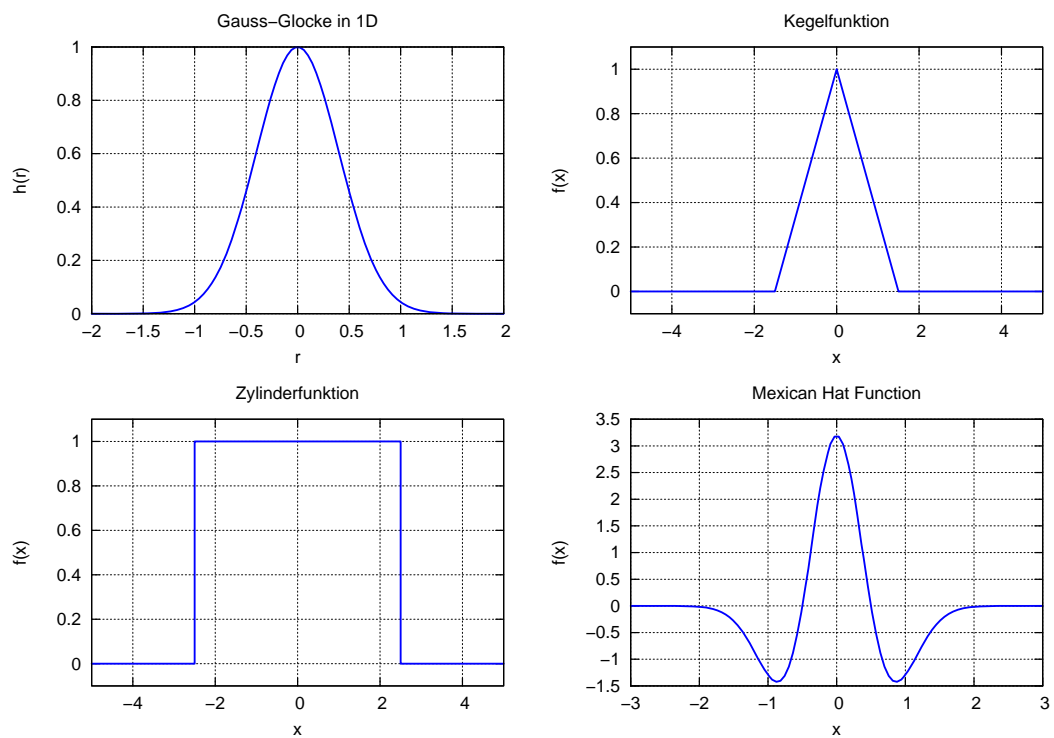 Gauss−Glocke in 1D
h(r)
1
0.8
0.6
0.4
0.2
0
−2 −1.5 −1 −0.5 0 0.5 1 1.5 2
r
Kegelfunktion
f(x)
1
0.8
0.6
0.4
0.2
0
−4 −2 0 2 4
x
Zylinderfunktion
f(x)
1
0.8
0.6
0.4
0.2
0
−4 −2 0 2 4
x
Mexican Hat Function
f(x)
3.5
3
2.5
2
1.5
1
0.5
0
−0.5
−1
−1.5
−3 −2 −1 0 1 2 3
x